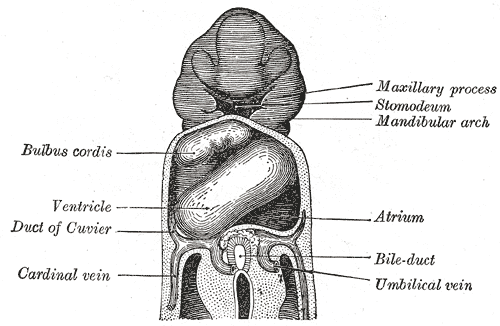 Maxillary process
Stomodeum
Mandibular arch
Bulbus cordis
Ventricle
Duct of Cuvier
Atrium
Cardinal vein
Bile-duct
Umbilical vein